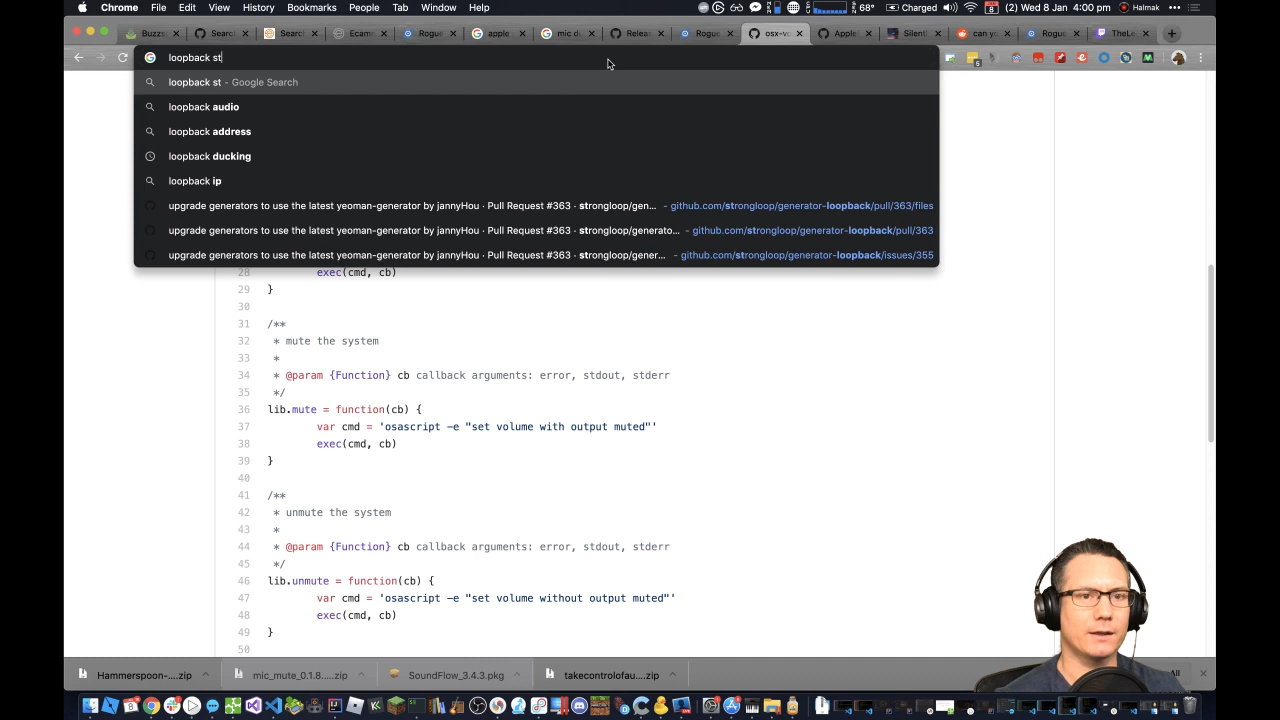 Chrome File Edit View History Bookmarks People Tab Window Help 68° Charged (2) Wed 8 Jan 4:00 pm Halmak
Buzzs Search Search Ecamm Rogue apple mic du Releas Rogue osx-vo Apple Silent can yo Rogue TheLe
loopback st
loopback st - Google Search
loopback audio
loopback address
loopback ducking
loopback ip
upgrade generators to use the latest yeoman-generator by jannyHou · Pull Request #363 · strongloop/gen... - github.com/strongloop/generator-loopback/pull/363/files
upgrade generators to use the latest yeoman-generator by jannyHou · Pull Request #363 · strongloop/generato... - github.com/strongloop/generator-loopback/pull/363
upgrade generators to use the latest yeoman-generator by jannyHou · Pull Request #363 · strongloop/gener... - github.com/strongloop/generator-loopback/issues/355
28 exec(cmd, cb)
29 }
30
31 /**
32 * mute the system
33 *
34 * @param {Function} cb callback arguments: error, stdout, stderr
35 */
36 lib.mute = function(cb) {
37 var cmd = 'osascript -e "set volume with output muted"'
38 exec(cmd, cb)
39 }
40
41 /**
42 * unmute the system
43 *
44 * @param {Function} cb callback arguments: error, stdout, stderr
45 */
46 lib.unmute = function(cb) {
47 var cmd = 'osascript -e "set volume without output muted"'
48 exec(cmd, cb)
49 }
50
Hammerspoon-....zip mic_mute_0.1.8....zip SoundFlow_3.4.3.pkg takecontrolofau....zip All